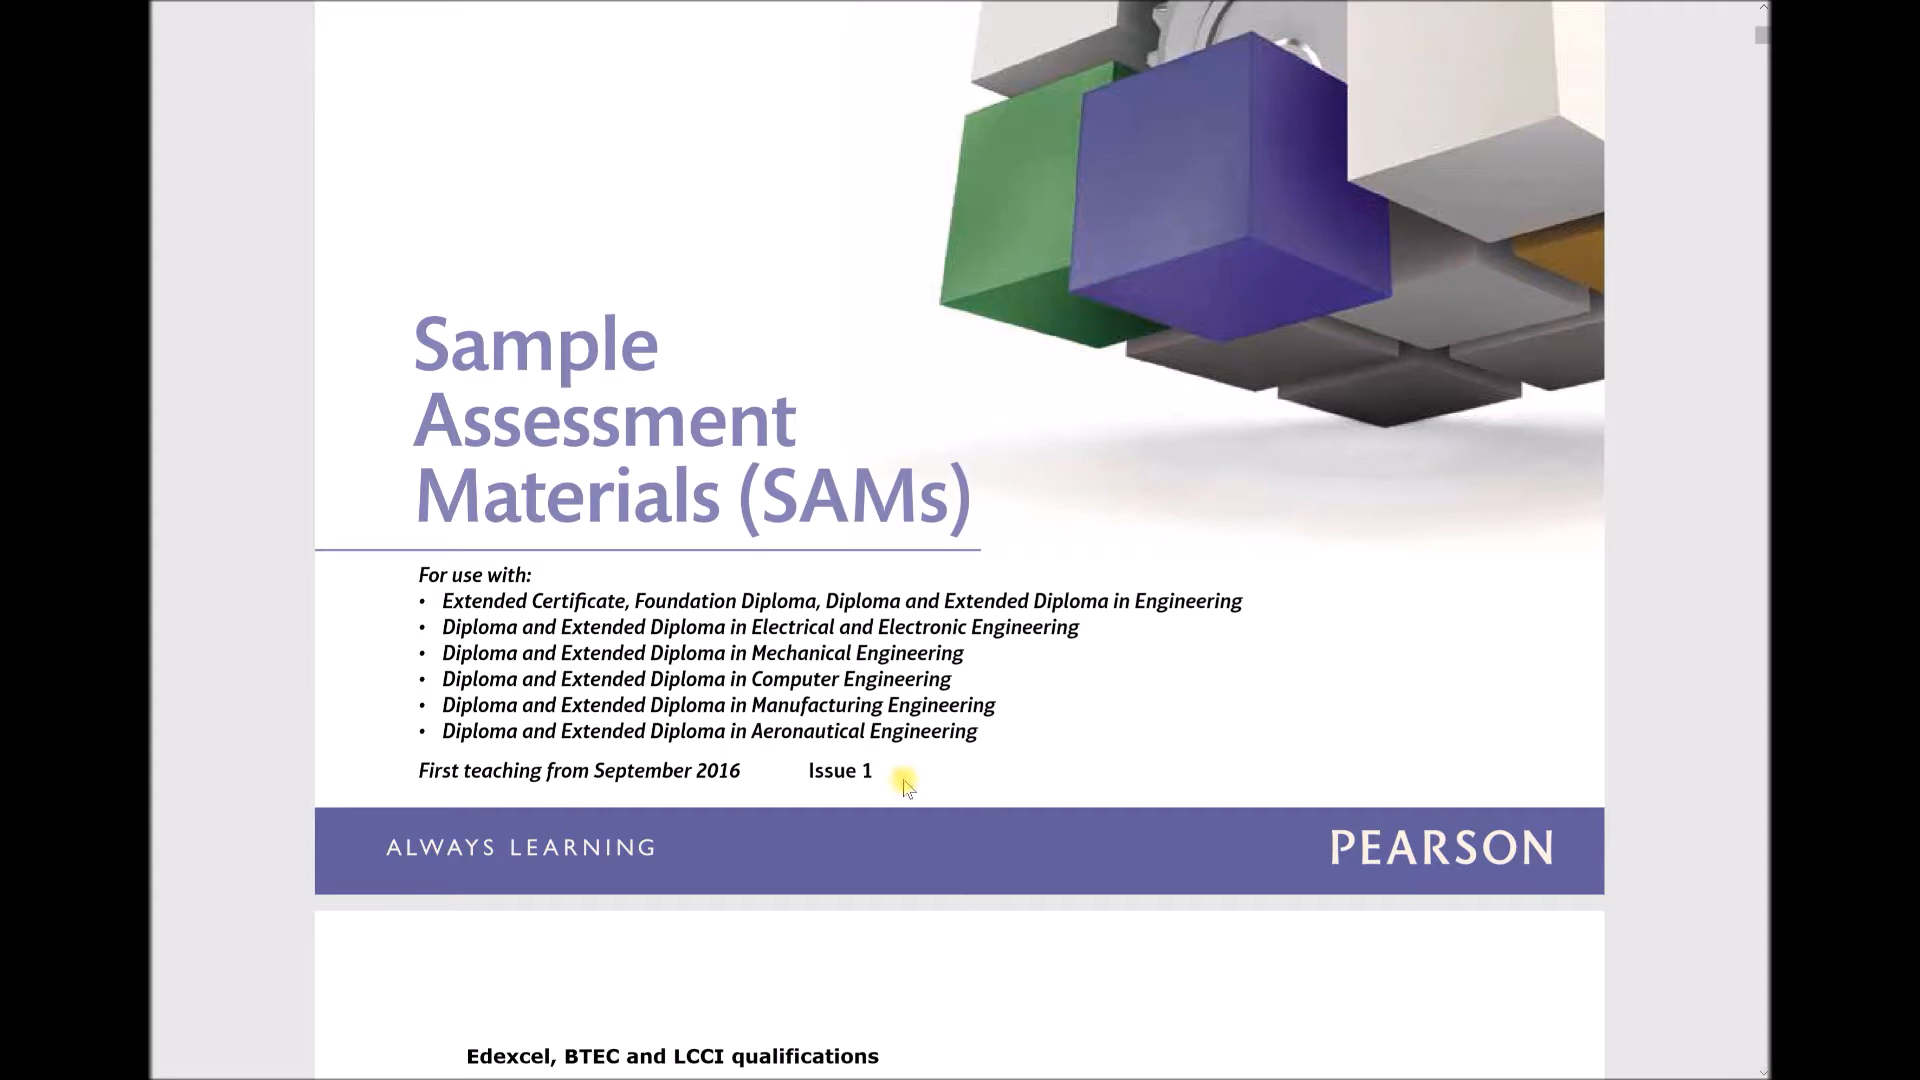 Sample
Assessment
Materials (SAMs)
For use with:
• Extended Certificate, Foundation Diploma, Diploma and Extended Diploma in Engineering
• Diploma and Extended Diploma in Electrical and Electronic Engineering
• Diploma and Extended Diploma in Mechanical Engineering
• Diploma and Extended Diploma in Computer Engineering
• Diploma and Extended Diploma in Manufacturing Engineering
• Diploma and Extended Diploma in Aeronautical Engineering
First teaching from September 2016 Issue 1
ALWAYS LEARNING PEARSON
Edexcel, BTEC and LCCI qualifications